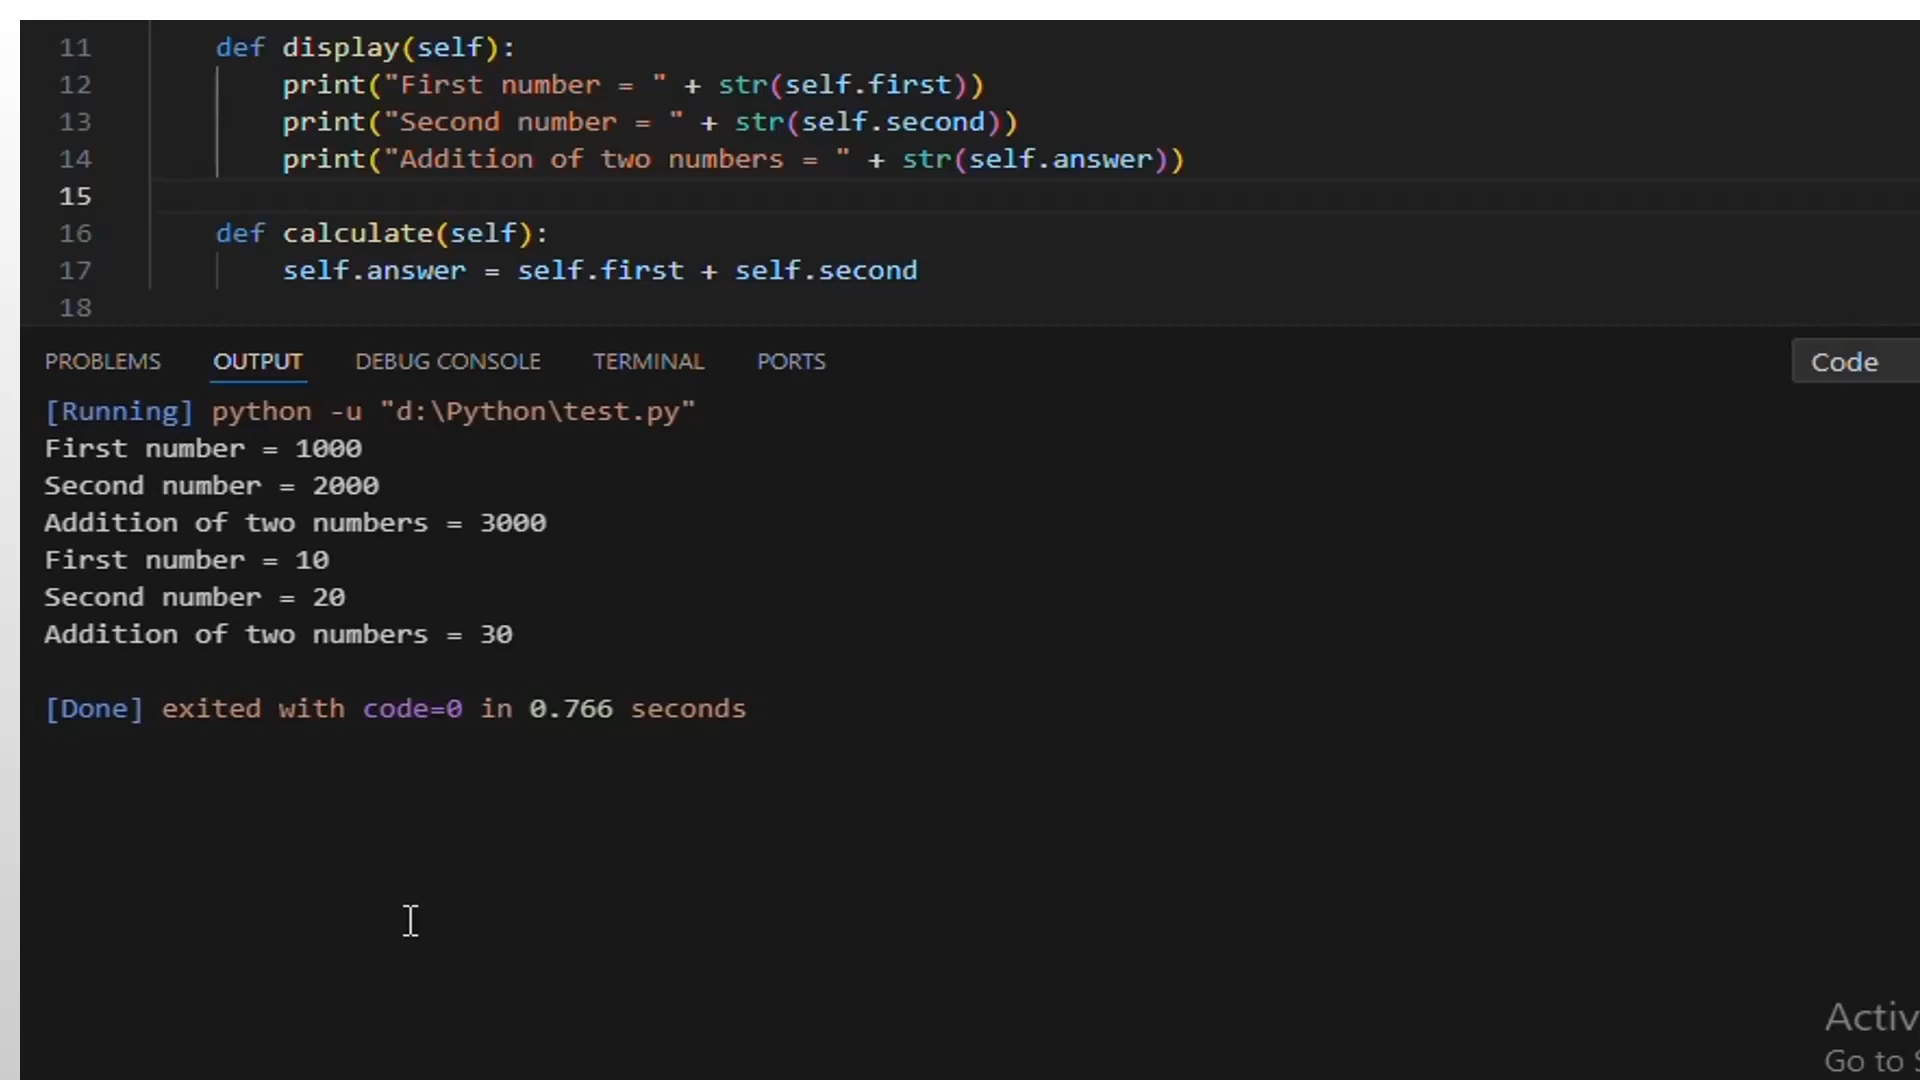 11 def display(self):
12 print("First number = " + str(self.first))
13 print("Second number = " + str(self.second))
14 print("Addition of two numbers = " + str(self.answer))
15
16 def calculate(self):
17 self.answer = self.first + self.second
18
PROBLEMS OUTPUT DEBUG CONSOLE TERMINAL PORTS Code
[Running] python -u "d:\Python\test.py"
First number = 1000
Second number = 2000
Addition of two numbers = 3000
First number = 10
Second number = 20
Addition of two numbers = 30
[Done] exited with code=0 in 0.766 seconds
Activ
Go to S